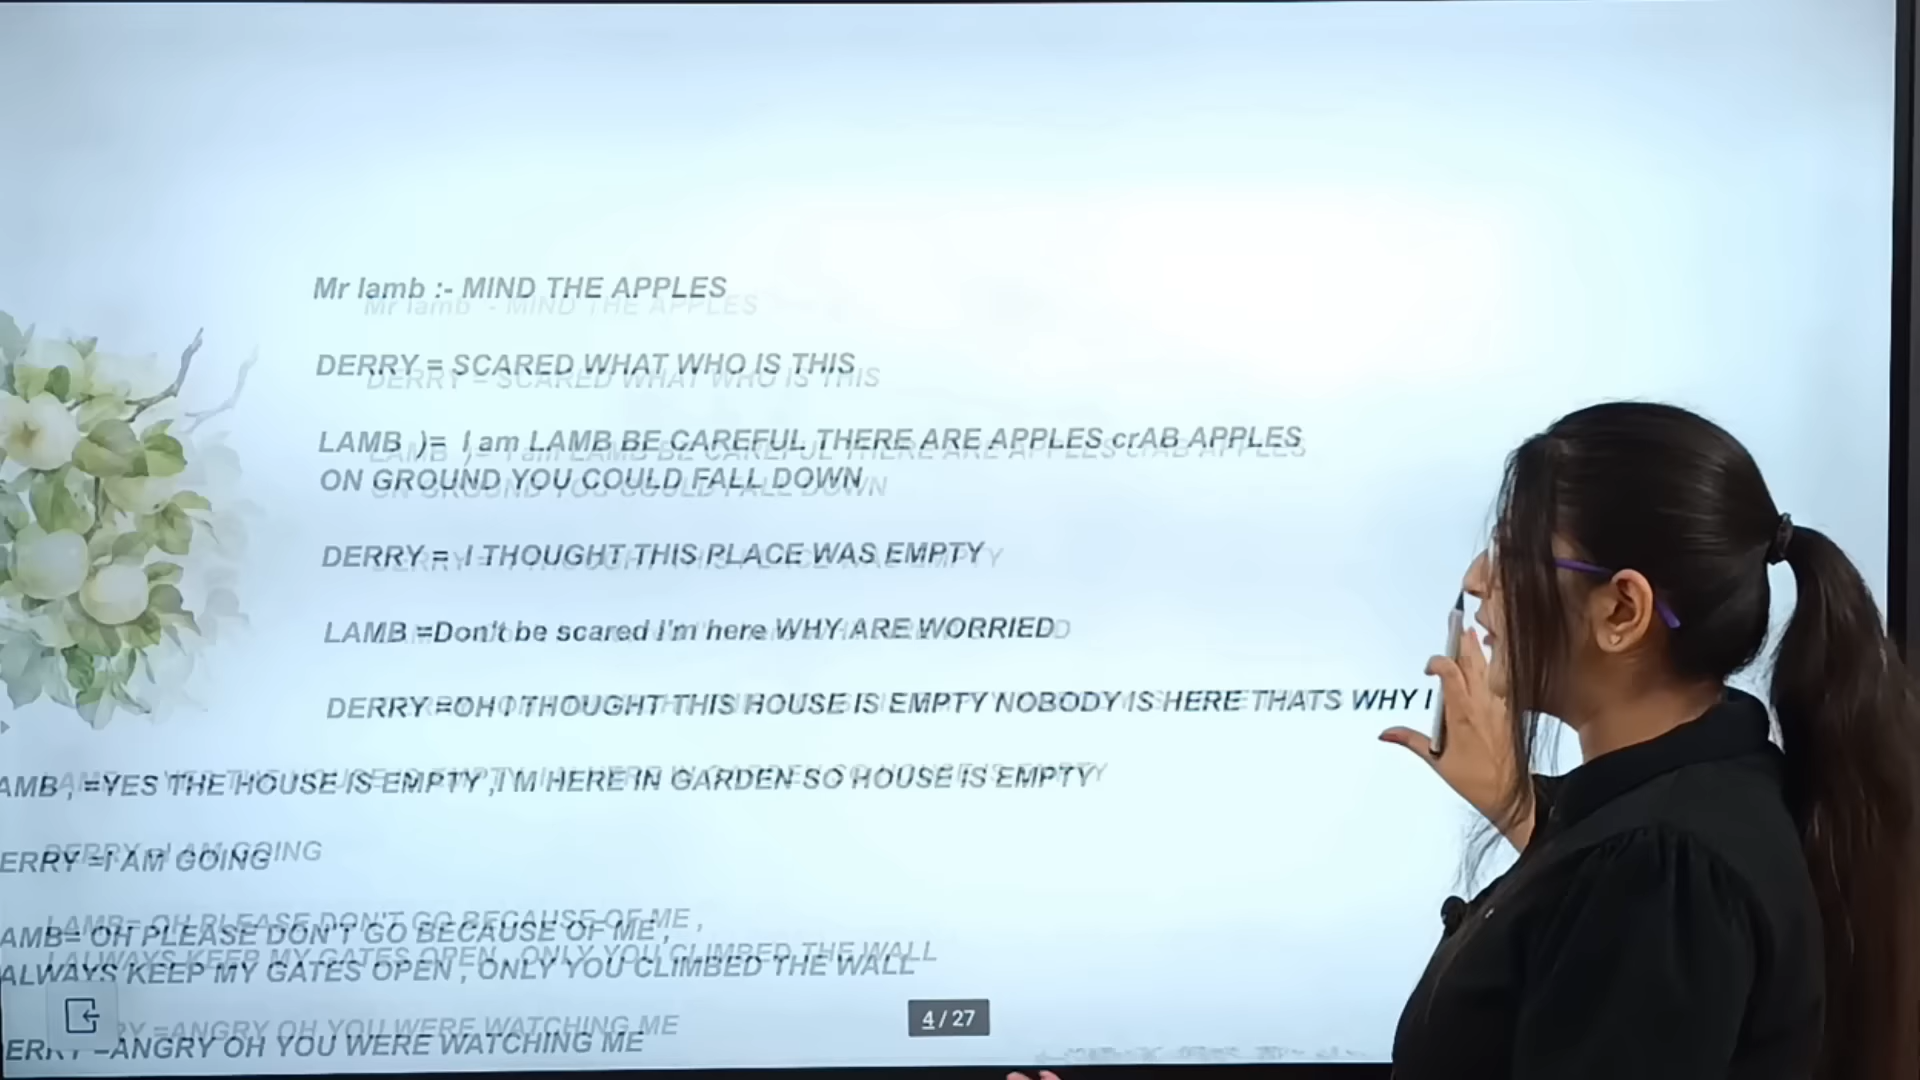 Mr lamb :- MIND THE APPLES
DERRY = SCARED WHAT WHO IS THIS
LAMB )= I am LAMB BE CAREFUL THERE ARE APPLES crAB APPLES
ON GROUND YOU COULD FALL DOWN
DERRY = I THOUGHT THIS PLACE WAS EMPTY
LAMB =Don't be scared I'm here WHY ARE WORRIED
DERRY =OH I THOUGHT THIS HOUSE IS EMPTY NOBODY IS HERE THATS WHY I
AMB , =YES THE HOUSE IS EMPTY ,I'M HERE IN GARDEN SO HOUSE IS EMPTY
ERRY =I AM GOING
AMB= OH PLEASE DON'T GO BECAUSE OF ME ,
ALWAYS KEEP MY GATES OPEN , ONLY YOU CLIMBED THE WALL
ERRY =ANGRY OH YOU WERE WATCHING ME
4 / 27